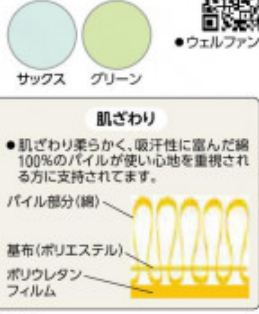 ●ウェルファン
サックス グリーン
肌ざわり
●肌ざわり柔らかく、吸汗性に富んだ綿
100%のパイルが使い心地を重視され
る方に支持されてます。
パイル部分(綿)
基布(ポリエステル)
ポリウレタン
フィルム